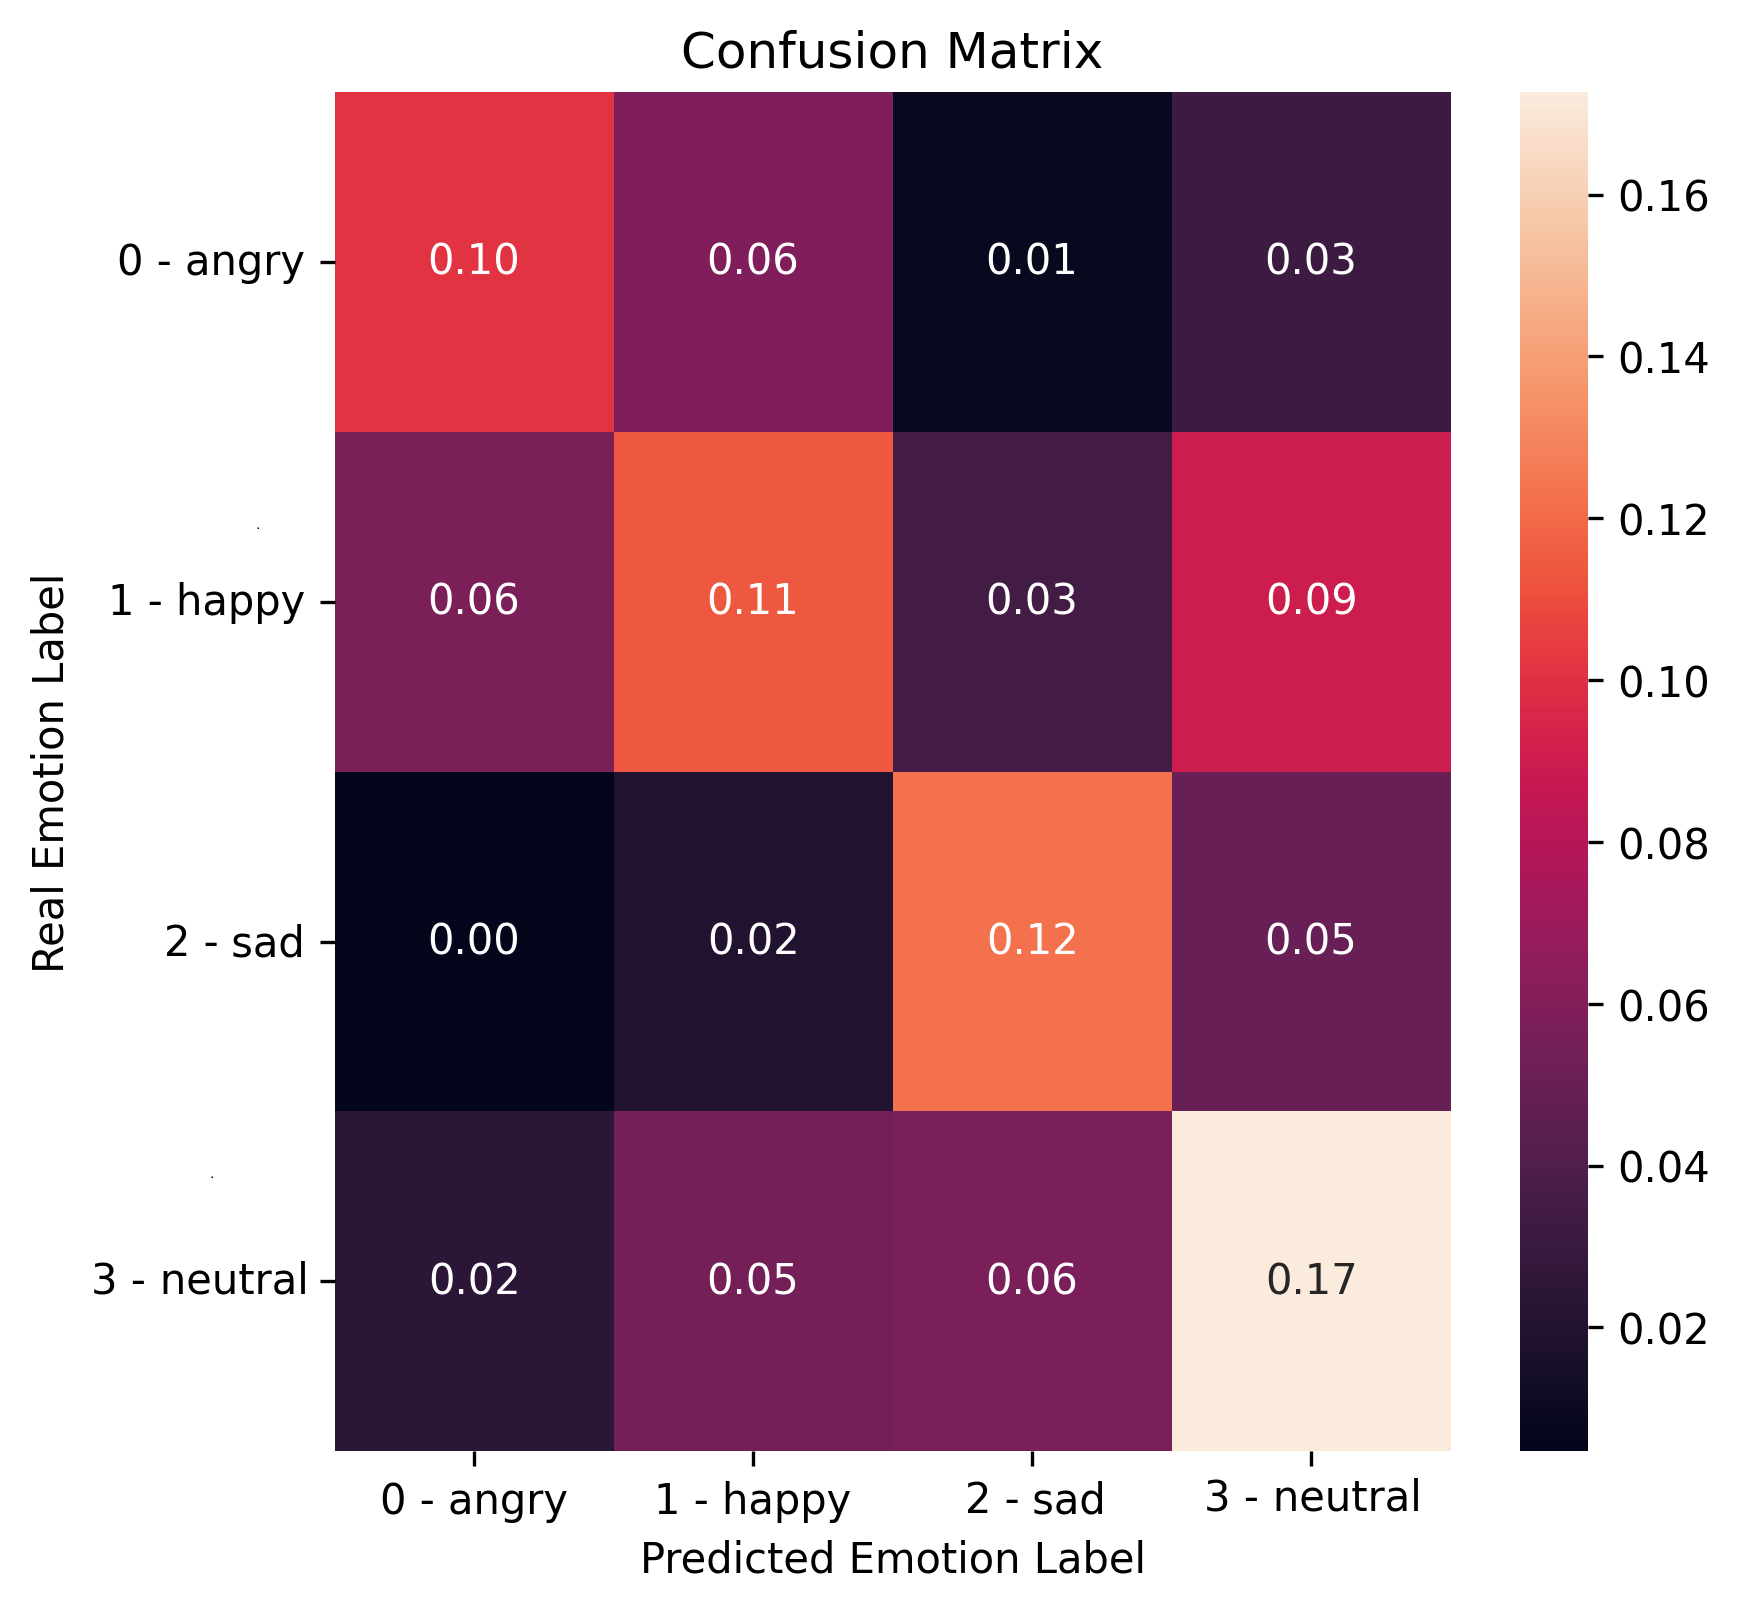 Confusion Matrix
0 - angry
0.10 0.06 0.01 0.03
1 - happy
0.06 0.11 0.03 0.09
2 - sad
0.00 0.02 0.12 0.05
3 - neutral
0.02 0.05 0.06 0.17
Real Emotion Label
0 - angry 1 - happy 2 - sad 3 - neutral
Predicted Emotion Label
0.16
0.14
0.12
0.10
0.08
0.06
0.04
0.02